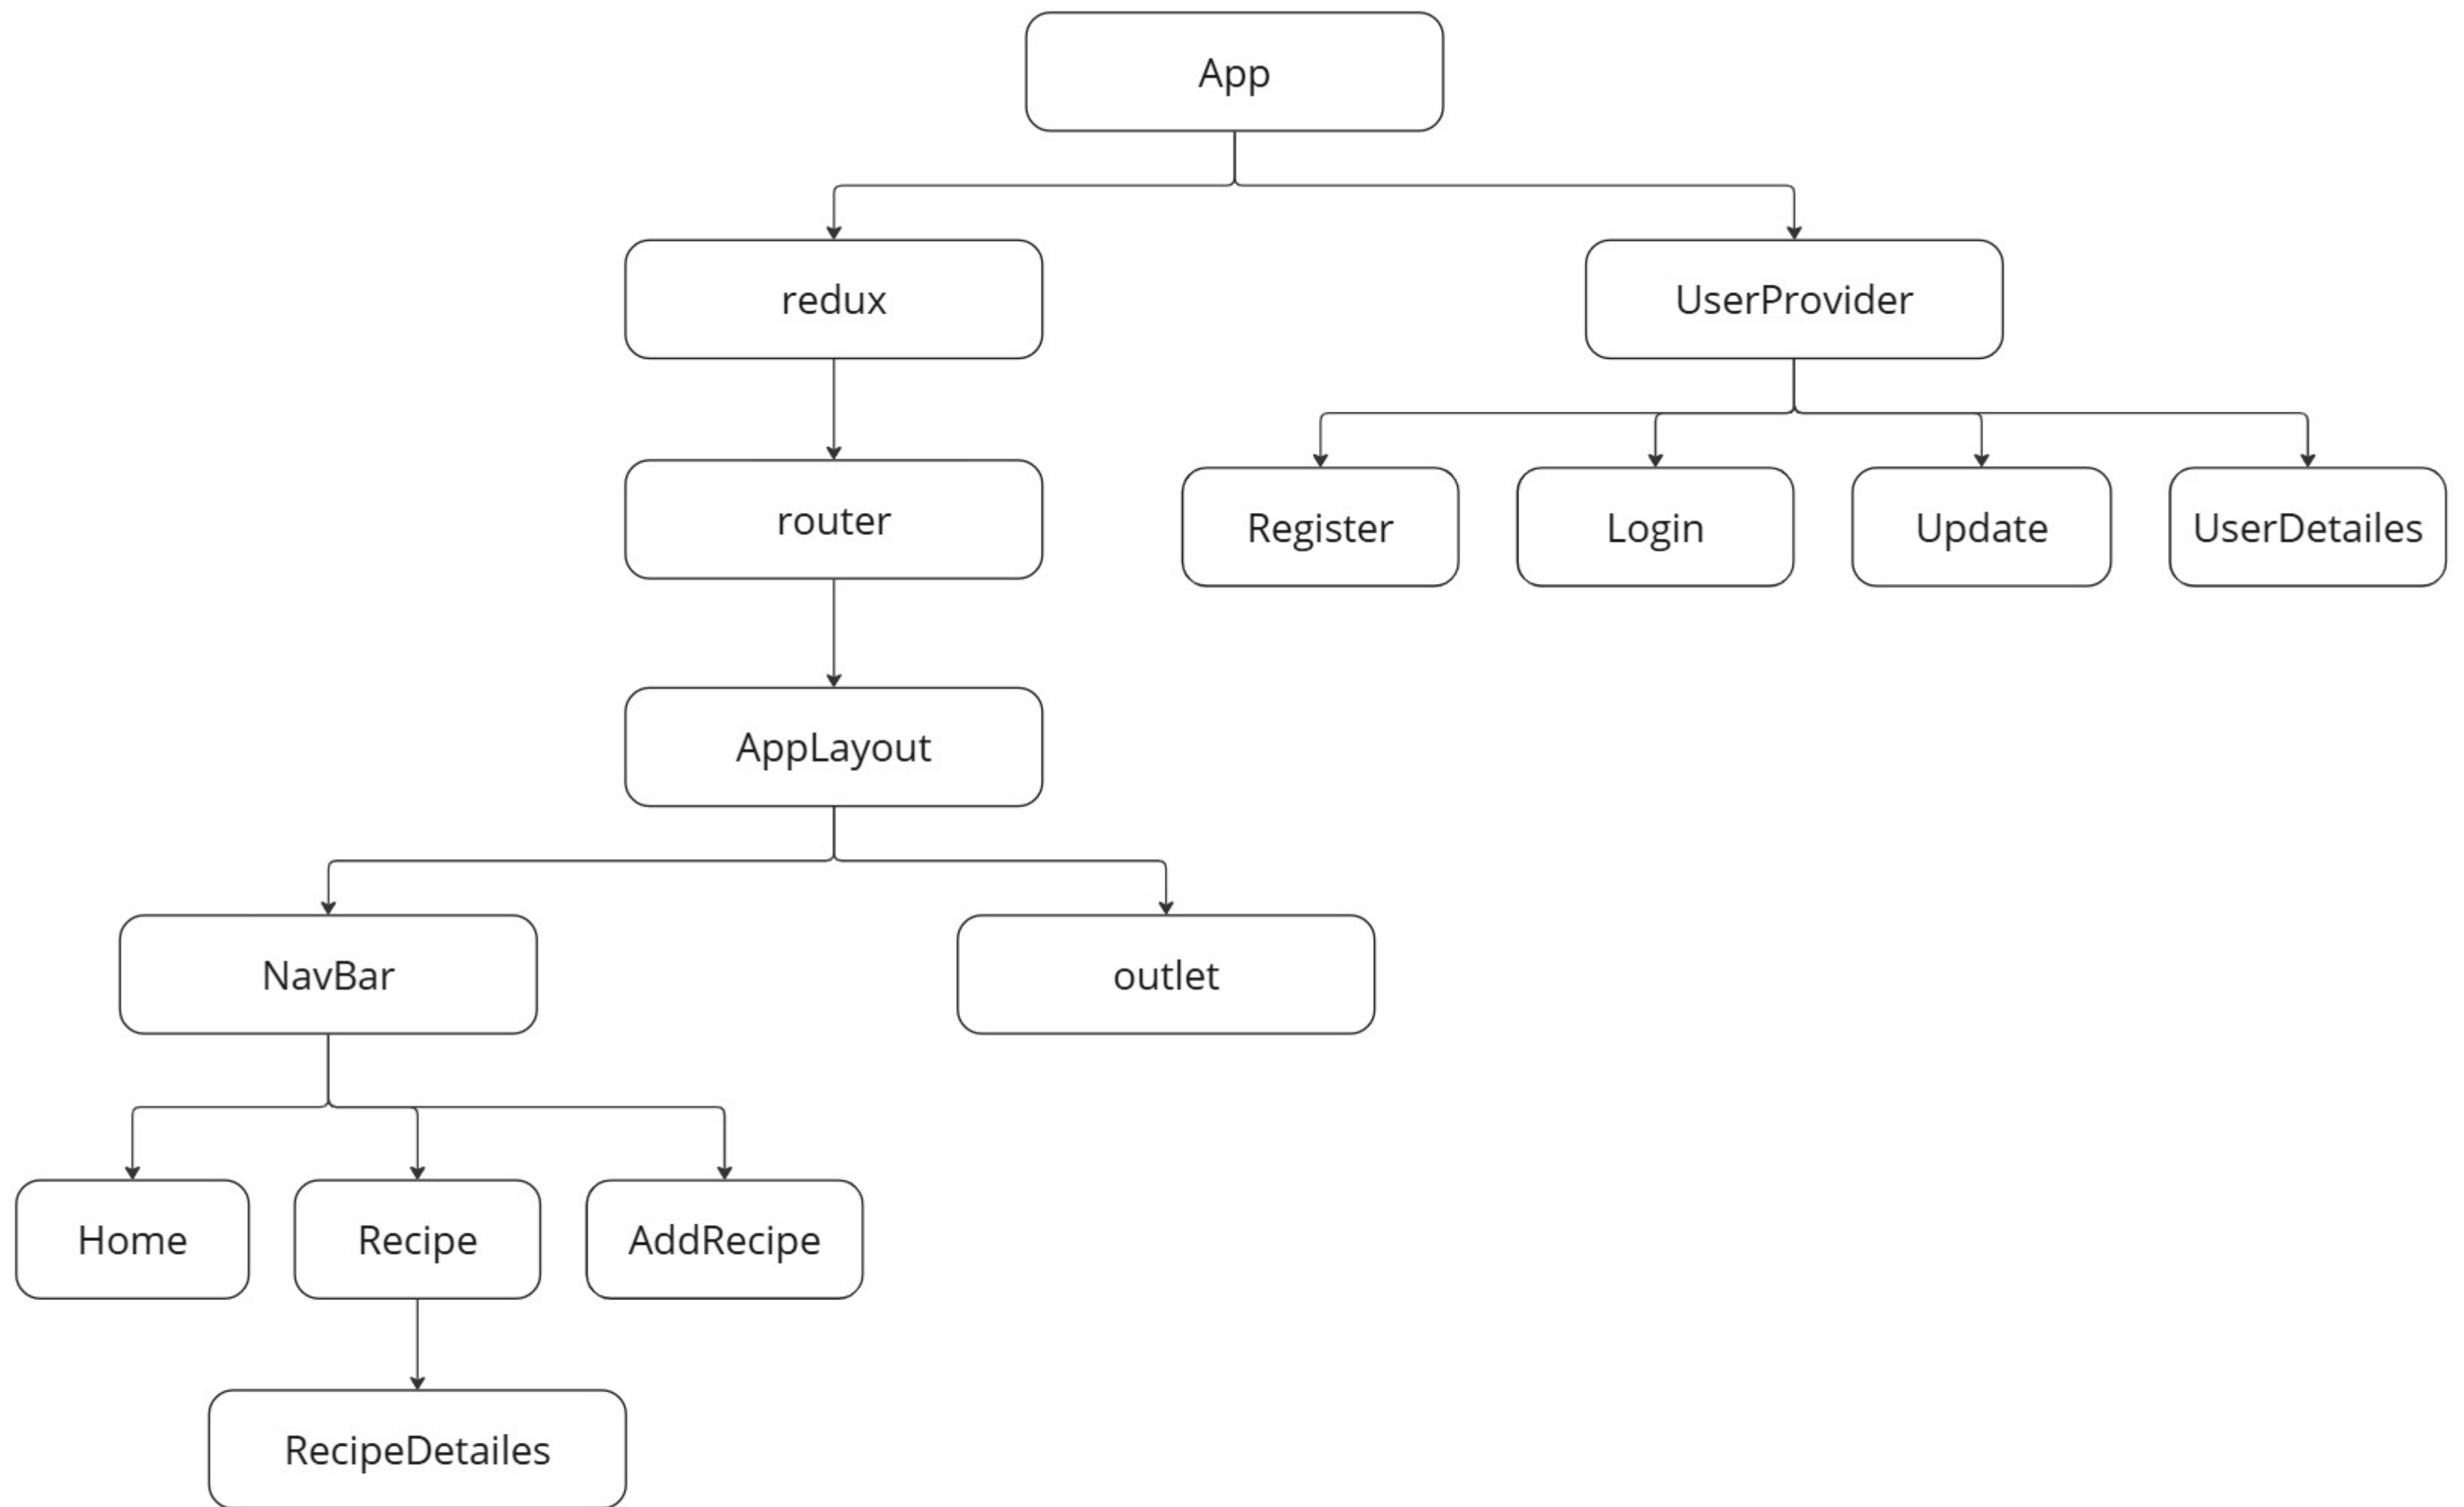 App
redux
UserProvider
router
Register
Login
Update
UserDetailes
AppLayout
NavBar
outlet
Home
Recipe
AddRecipe
RecipeDetailes